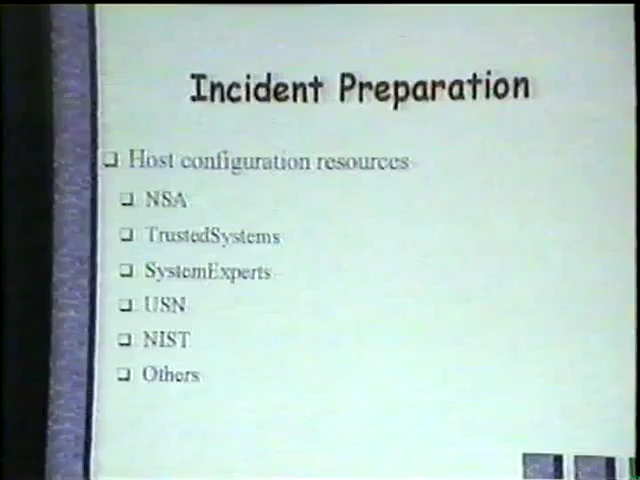 Incident Preparation
❑ Host configuration resources
❑ NSA
❑ TrustedSystems
❑ SystemExperts
❑ USN
❑ NIST
❑ Others